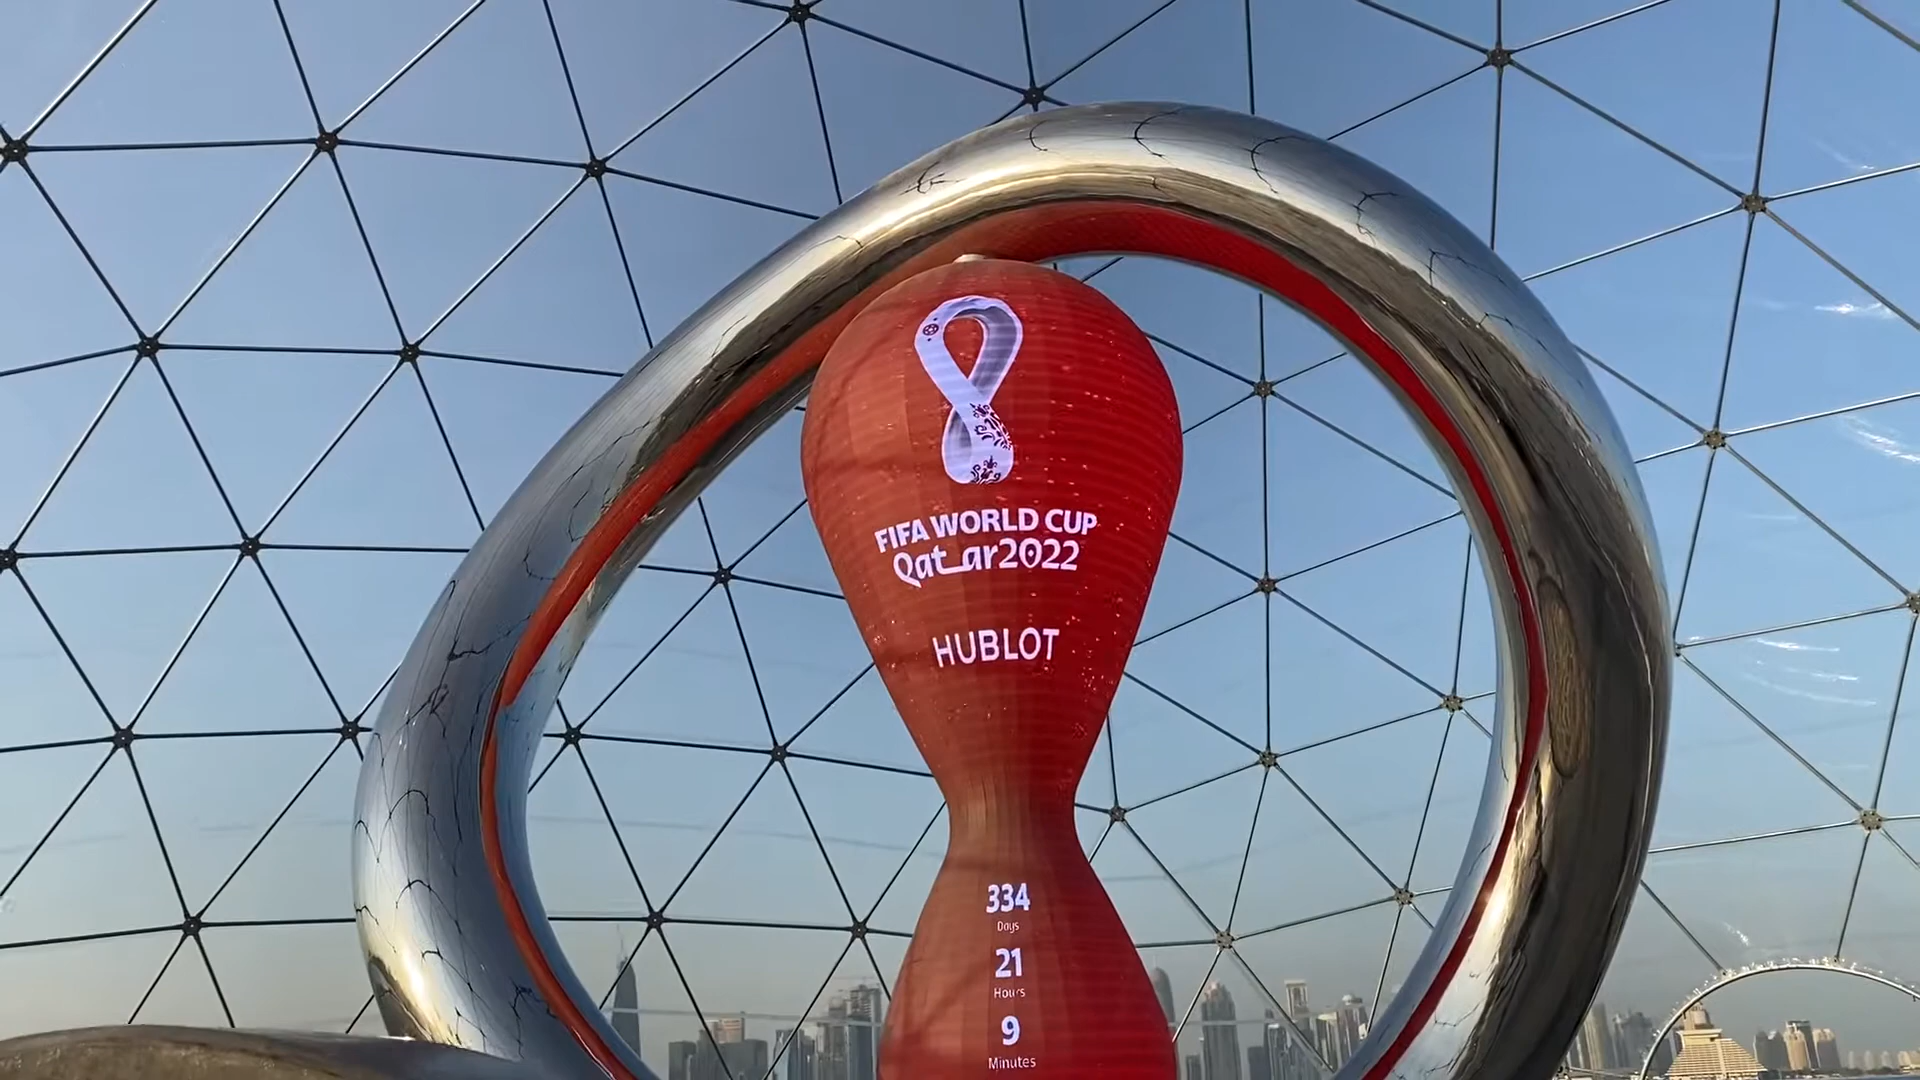 FIFA WORLD CUP
Qatar2022
HUBLOT
334
Days
21
Hours
9
Minutes